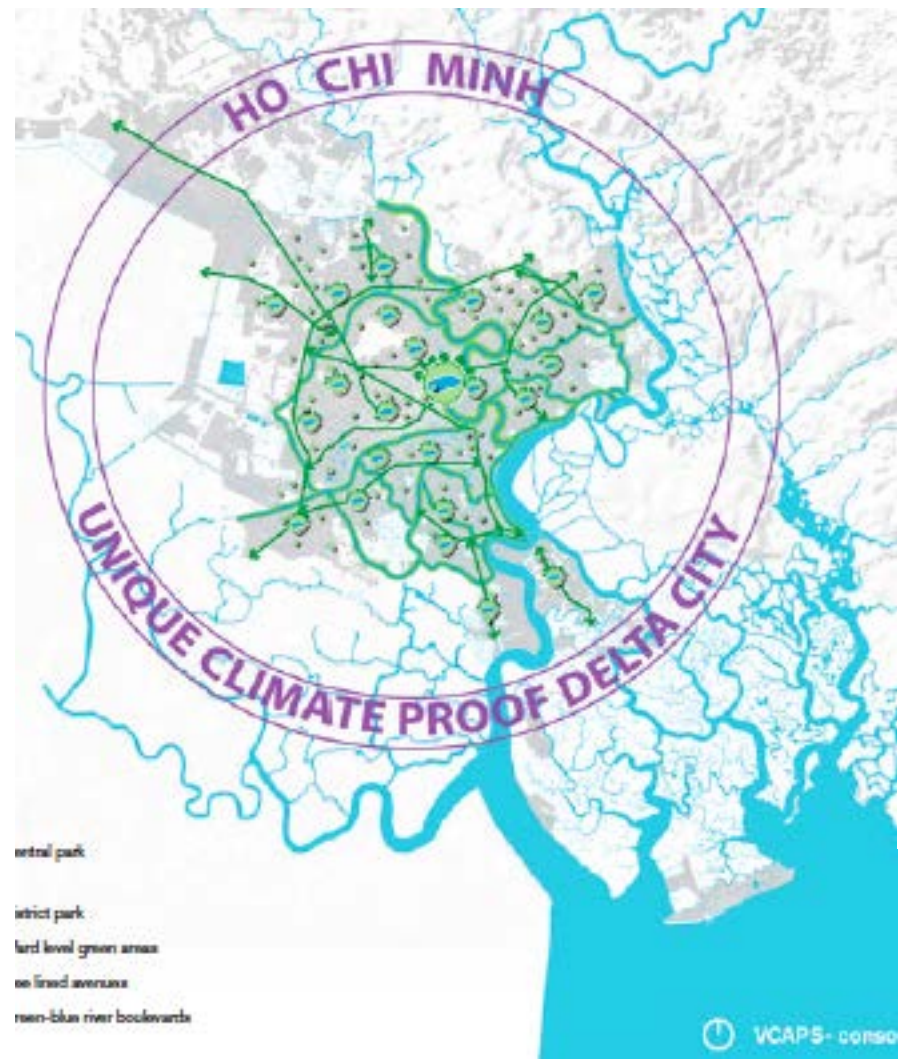 HO CHI MINH
UNIQUE CLIMATE PROOF DELTA CITY
entral park
istrict park
ard level green areas
ee lined avenues
reen-blue river boulevards
VCAPS- conso